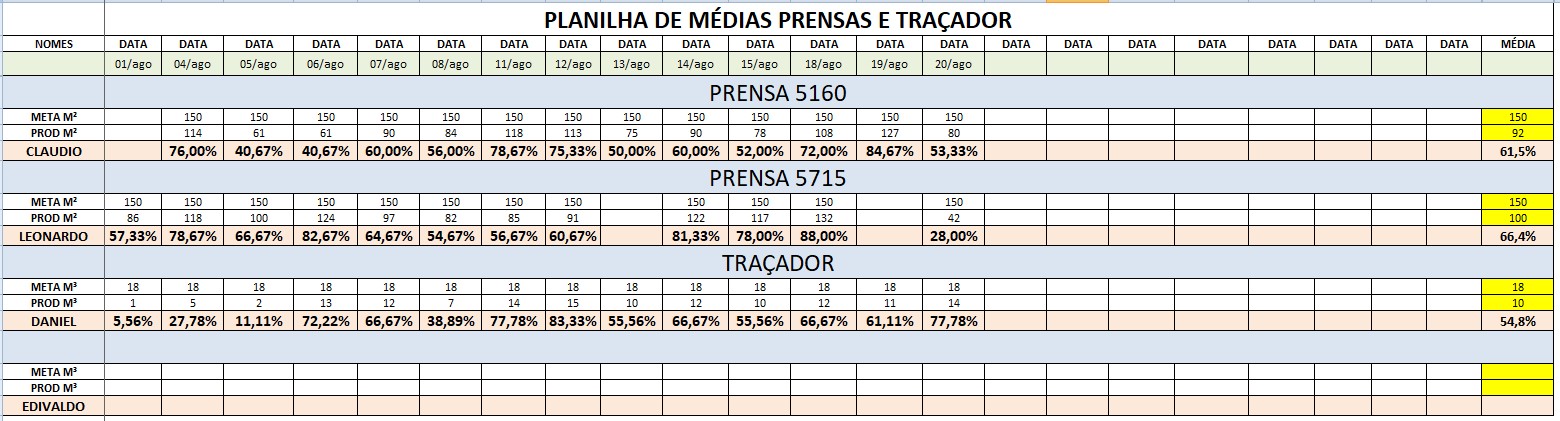 PLANILHA DE MÉDIAS PRENSAS E TRAÇADOR
NOMES DATA DATA DATA DATA DATA DATA DATA DATA DATA DATA DATA DATA DATA DATA DATA DATA DATA DATA DATA DATA DATA DATA MÉDIA
01/ago 04/ago 05/ago 06/ago 07/ago 08/ago 11/ago 12/ago 13/ago 14/ago 15/ago 18/ago 19/ago 20/ago
PRENSA 5160
META M² 150 150 150 150 150 150 150 150 150 150 150 150 150 150
PROD M² 114 61 61 90 84 118 113 75 90 78 108 127 80 92
CLAUDIO 76,00% 40,67% 40,67% 60,00% 56,00% 78,67% 75,33% 50,00% 60,00% 52,00% 72,00% 84,67% 53,33% 61,5%
PRENSA 5715
META M² 150 150 150 150 150 150 150 150 150 150 150 150 150
PROD M² 86 118 100 124 97 82 85 91 122 117 132 42 100
LEONARDO 57,33% 78,67% 66,67% 82,67% 64,67% 54,67% 56,67% 60,67% 81,33% 78,00% 88,00% 28,00% 66,4%
TRAÇADOR
META M³ 18 18 18 18 18 18 18 18 18 18 18 18 18 18 18
PROD M³ 1 5 2 13 12 7 14 15 10 12 10 12 11 14 10
DANIEL 5,56% 27,78% 11,11% 72,22% 66,67% 38,89% 77,78% 83,33% 55,56% 66,67% 55,56% 66,67% 61,11% 77,78% 54,8%
META M³
PROD M³
EDIVALDO